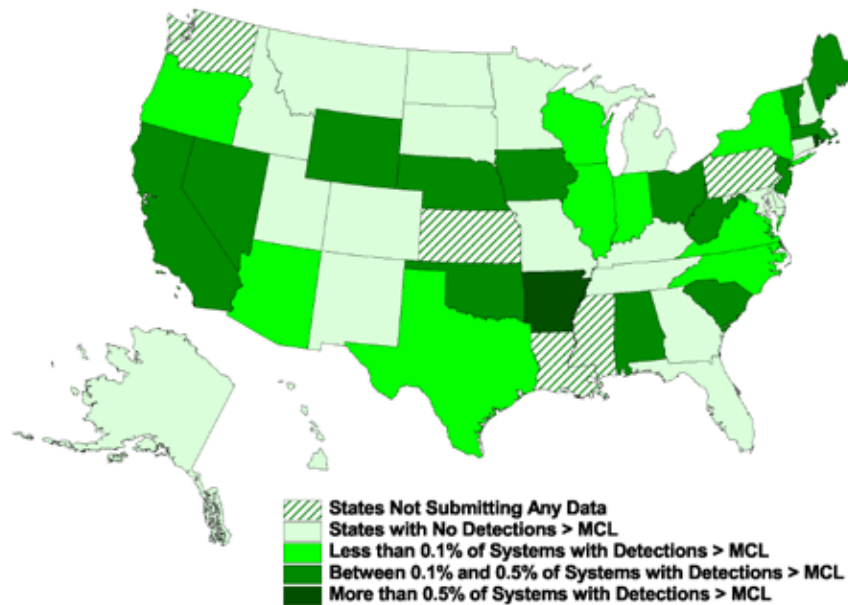 States Not Submitting Any Data
States with No Detections > MCL
Less than 0.1% of Systems with Detections > MCL
Between 0.1% and 0.5% of Systems with Detections > MCL
More than 0.5% of Systems with Detections > MCL